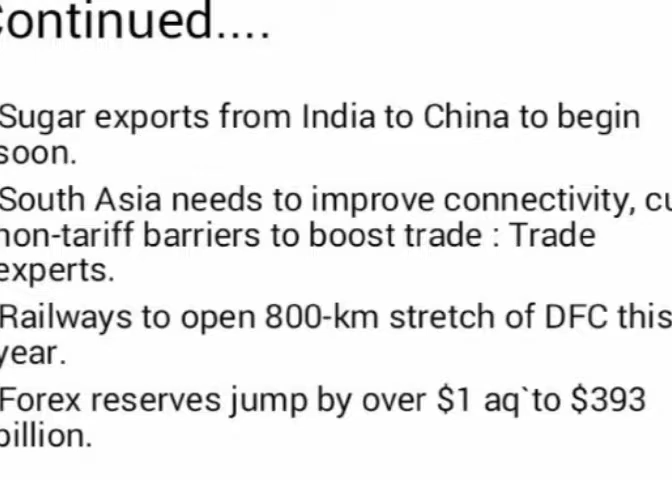 Continued....
Sugar exports from India to China to begin
soon.
South Asia needs to improve connectivity, cu
non-tariff barriers to boost trade : Trade
experts.
Railways to open 800-km stretch of DFC this
year.
Forex reserves jump by over $1 aq`to $393
billion.